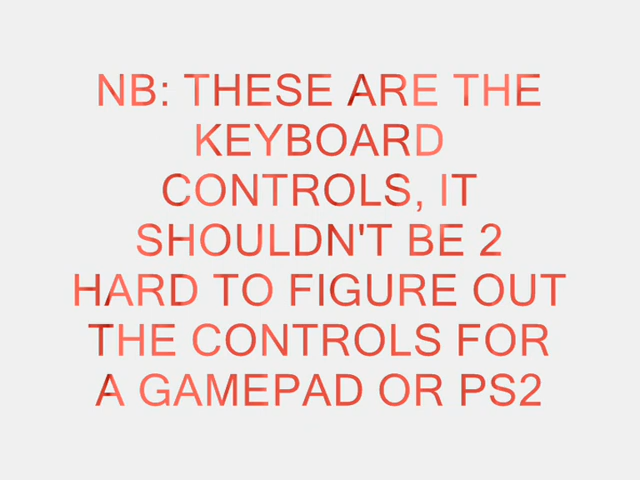 NB: THESE ARE THE
KEYBOARD
CONTROLS, IT
SHOULDN'T BE 2
HARD TO FIGURE OUT
THE CONTROLS FOR
A GAMEPAD OR PS2